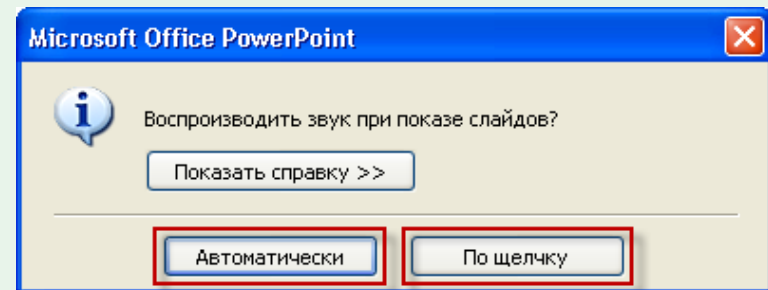 Microsoft Office PowerPoint
Воспроизводить звук при показе слайдов?
Показать справку >>
Автоматически
По щелчку